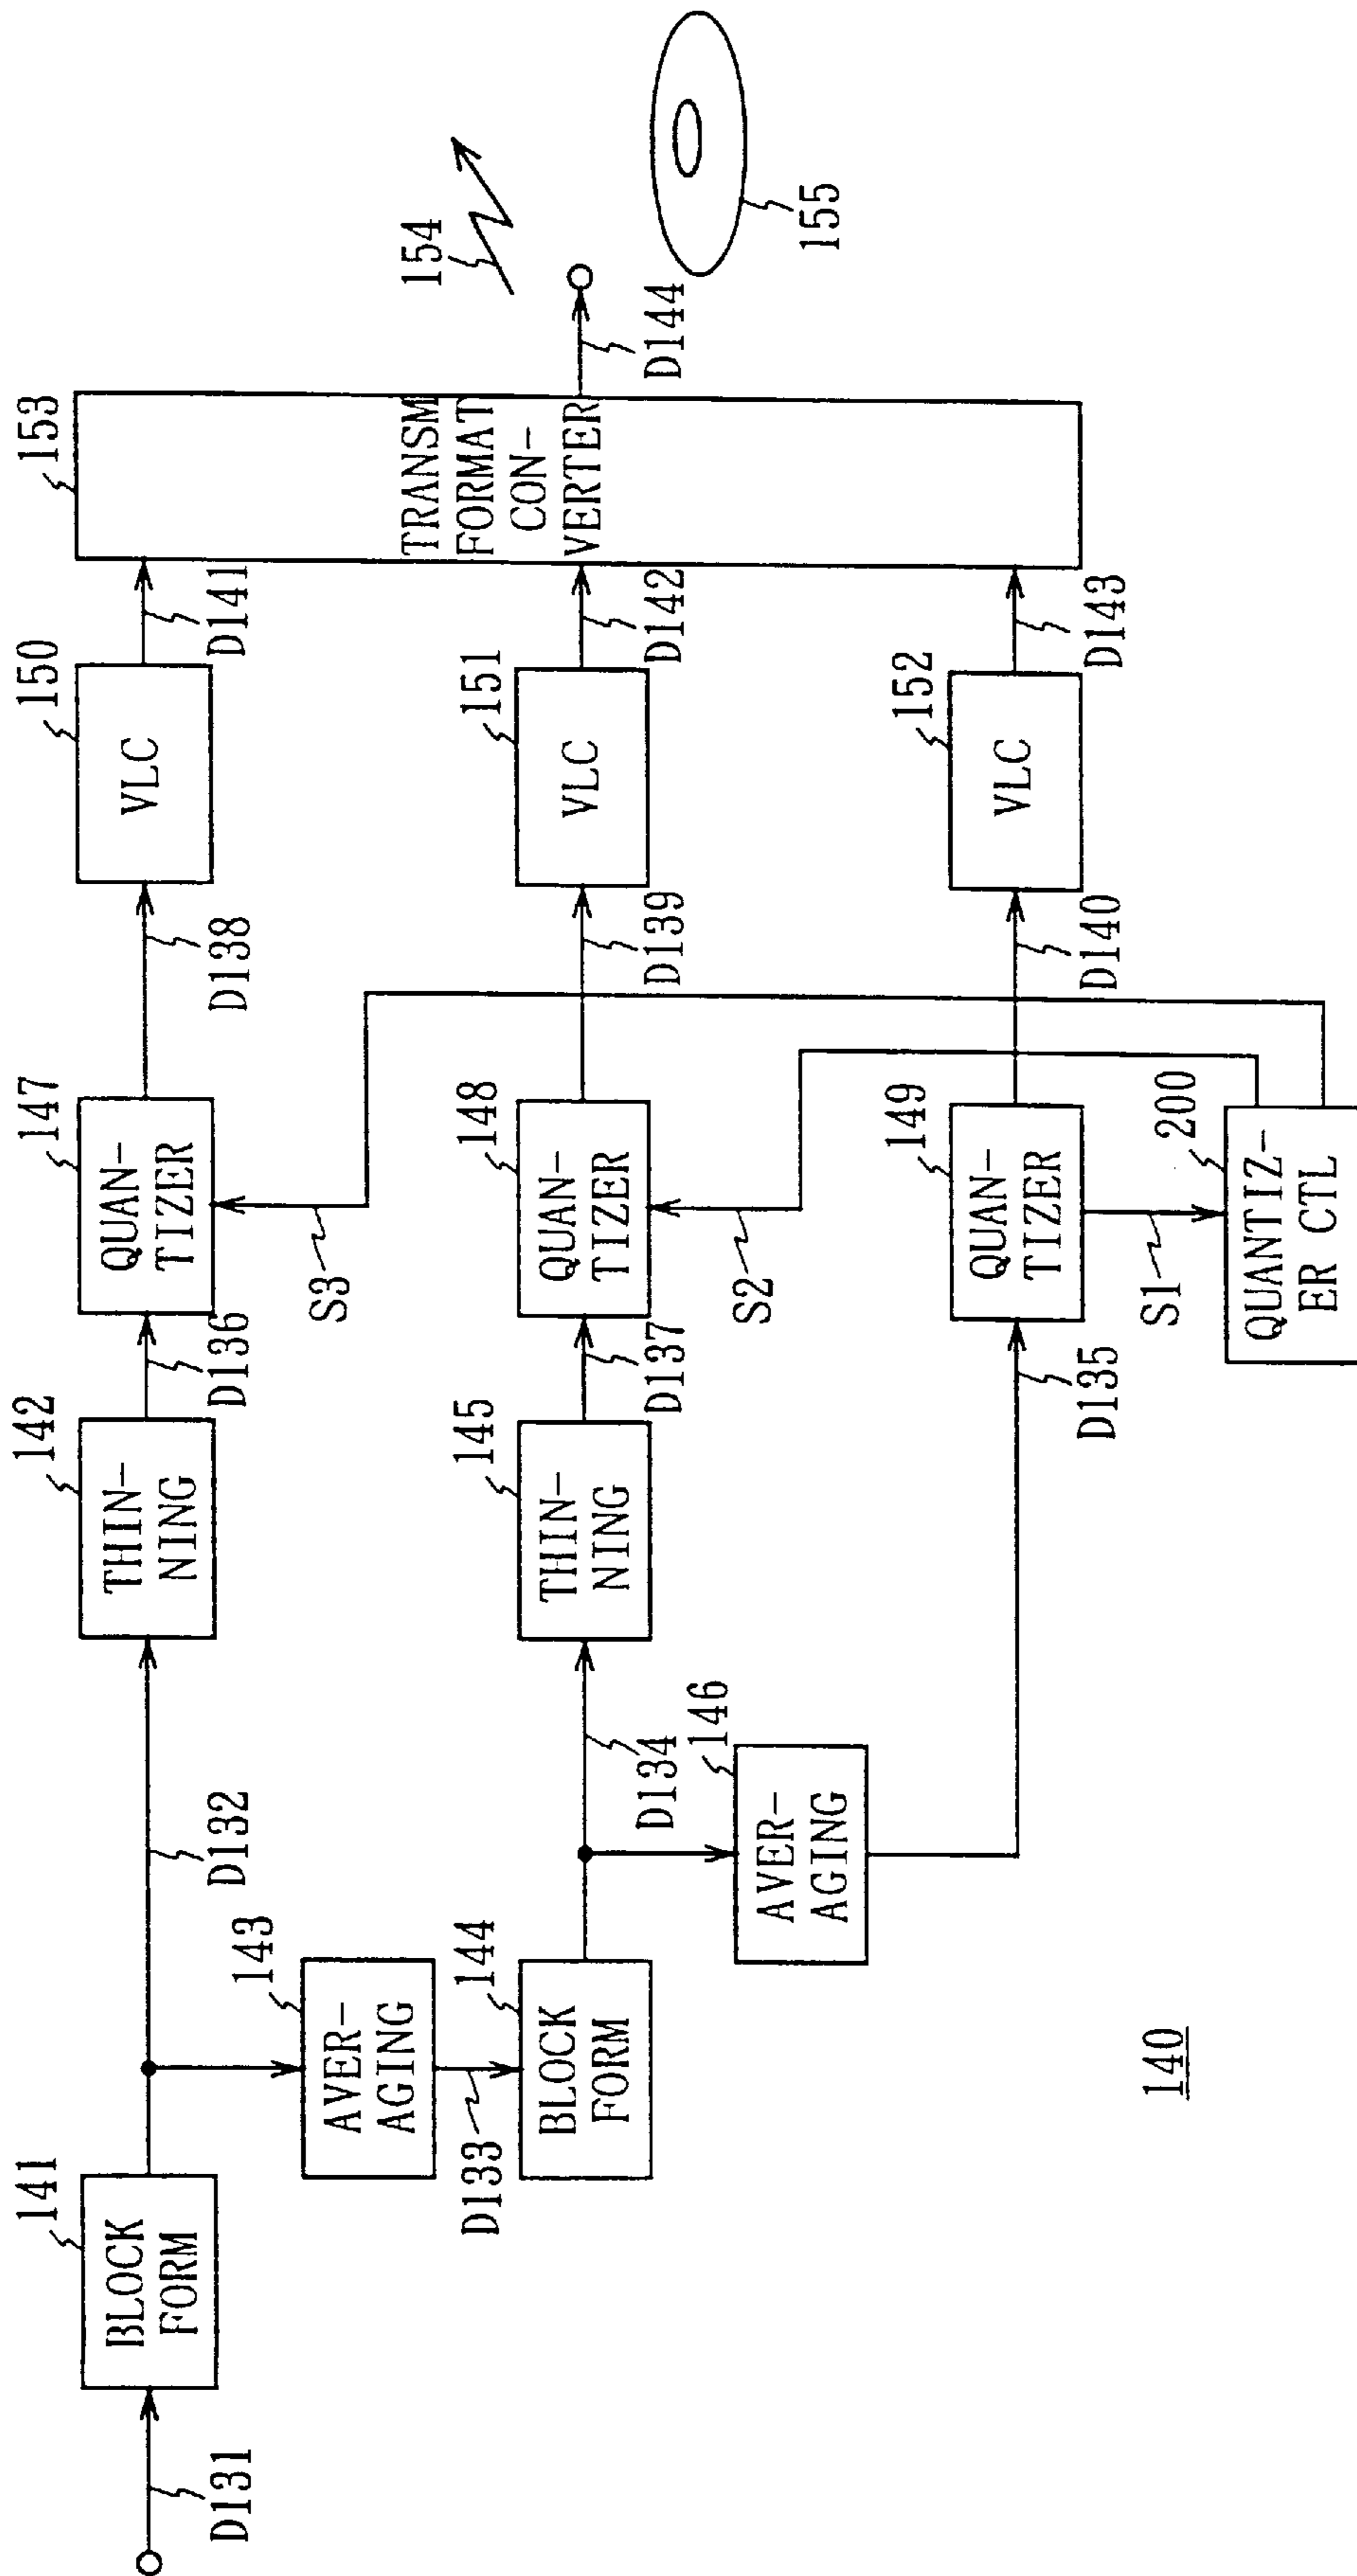 D131
141
BLOCK
FORM
D132
142
THIN-
NING
D136
147
QUAN-
TIZER
D138
150
VLC
D141
153
TRANSM
FORMAT
CON-
VERTER
D144
154
155
143
AVER-
AGING
D133
144
BLOCK
FORM
D134
145
THIN-
NING
D137
148
QUAN-
TIZER
S3
D139
151
VLC
D142
146
AVER-
AGING
D135
149
QUAN-
TIZER
S2
D140
152
VLC
D143
S1
200
QUANTIZ-
ER CTL
140